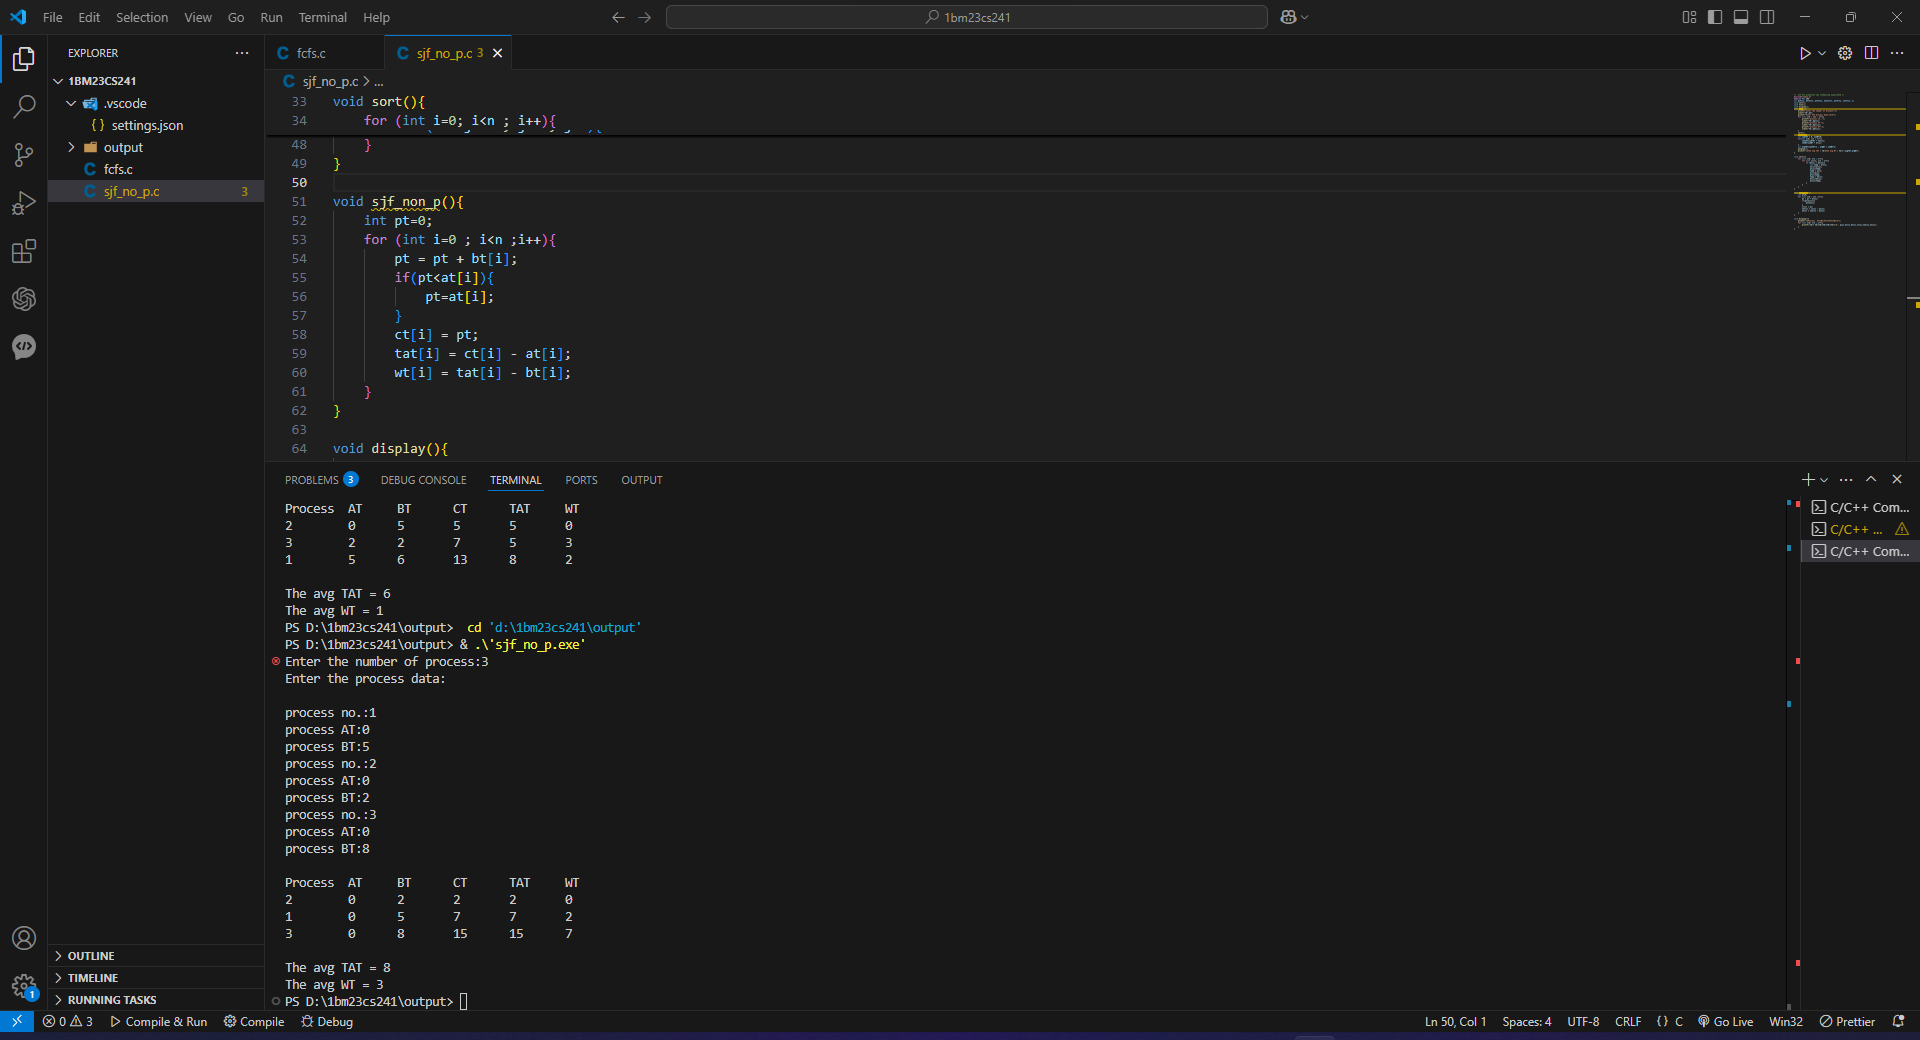 File Edit Selection View Go Run Terminal Help
1bm23cs241
EXPLORER
1BM23CS241
.vscode
{ } settings.json
output
fcfs.c
sjf_no_p.c 3
OUTLINE
TIMELINE
RUNNING TASKS
1
fcfs.c
sjf_no_p.c 3
sjf_no_p.c > ...
33 void sort(){
34 for (int i=0; i<n ; i++){
48 }
49 }
50
51 void sjf_non_p(){
52 int pt=0;
53 for (int i=0 ; i<n ;i++){
54 pt = pt + bt[i];
55 if(pt<at[i]){
56 pt=at[i];
57 }
58 ct[i] = pt;
59 tat[i] = ct[i] - at[i];
60 wt[i] = tat[i] - bt[i];
61 }
62 }
63
64 void display(){
PROBLEMS 3 DEBUG CONSOLE TERMINAL PORTS OUTPUT
Process AT BT CT TAT WT
2 0 5 5 5 0
3 2 2 7 5 3
1 5 6 13 8 2
The avg TAT = 6
The avg WT = 1
PS D:\1bm23cs241\output> cd 'd:\1bm23cs241\output'
PS D:\1bm23cs241\output> & .\'sjf_no_p.exe'
Enter the number of process:3
Enter the process data:
process no.:1
process AT:0
process BT:5
process no.:2
process AT:0
process BT:2
process no.:3
process AT:0
process BT:8
Process AT BT CT TAT WT
2 0 2 2 2 0
1 0 5 7 7 2
3 0 8 15 15 7
The avg TAT = 8
The avg WT = 3
PS D:\1bm23cs241\output>
C/C++ Com...
C/C++ ...
C/C++ Com...
0 3 Compile & Run Compile Debug
Ln 50, Col 1 Spaces: 4 UTF-8 CRLF { } C Go Live Win32 Prettier